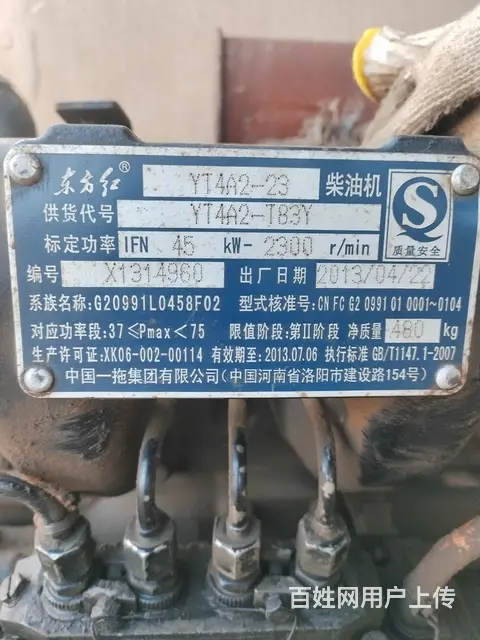 东方红® YT4A2-23 柴油机
供货代号 YT4A2-T83Y
标定功率 IFN 45 kW- 2300 r/min
质量安全
编号 X1314960 出厂日期 2013/04/22
系族名称:G20991L0458F02 型式核准号:CN FC G2 0991 01 0001~0104
对应功率段:37≤Pmax<75 限值阶段:第Ⅱ阶段 净质量 480 kg
生产许可证:XK06-002-00114 有效期至:2013.07.06 执行标准 GB/T1147.1-2007
中国一拖集团有限公司(中国河南省洛阳市建设路154号)
百姓网用户上传